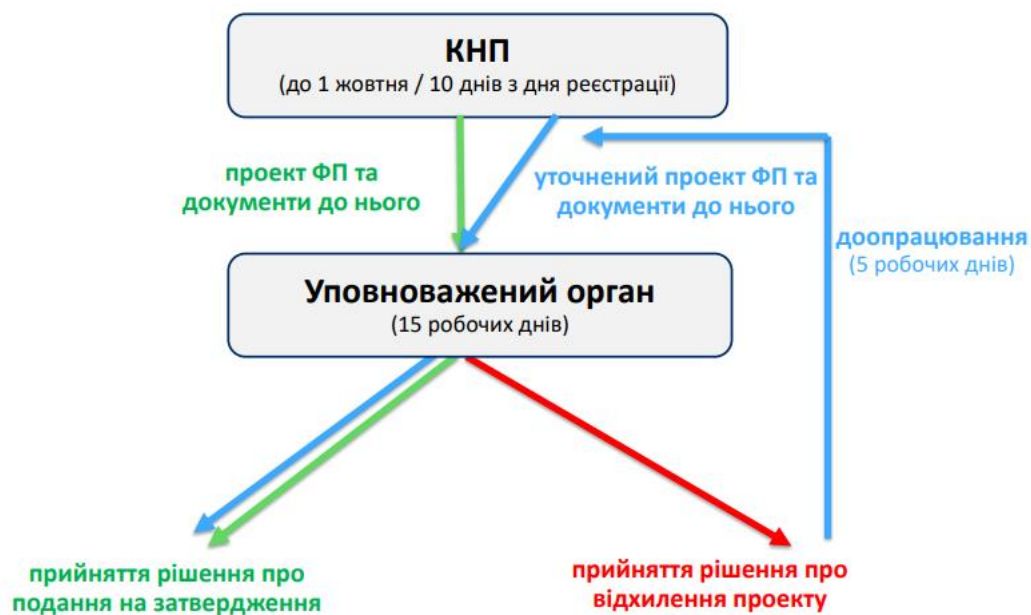 КНП
(до 1 жовтня / 10 днів з дня реєстрації)
проект ФП та
документи до нього
уточнений проект ФП та
документи до нього
доопрацювання
(5 робочих днів)
Уповноважений орган
(15 робочих днів)
прийняття рішення про
подання на затвердження
прийняття рішення про
відхилення проекту